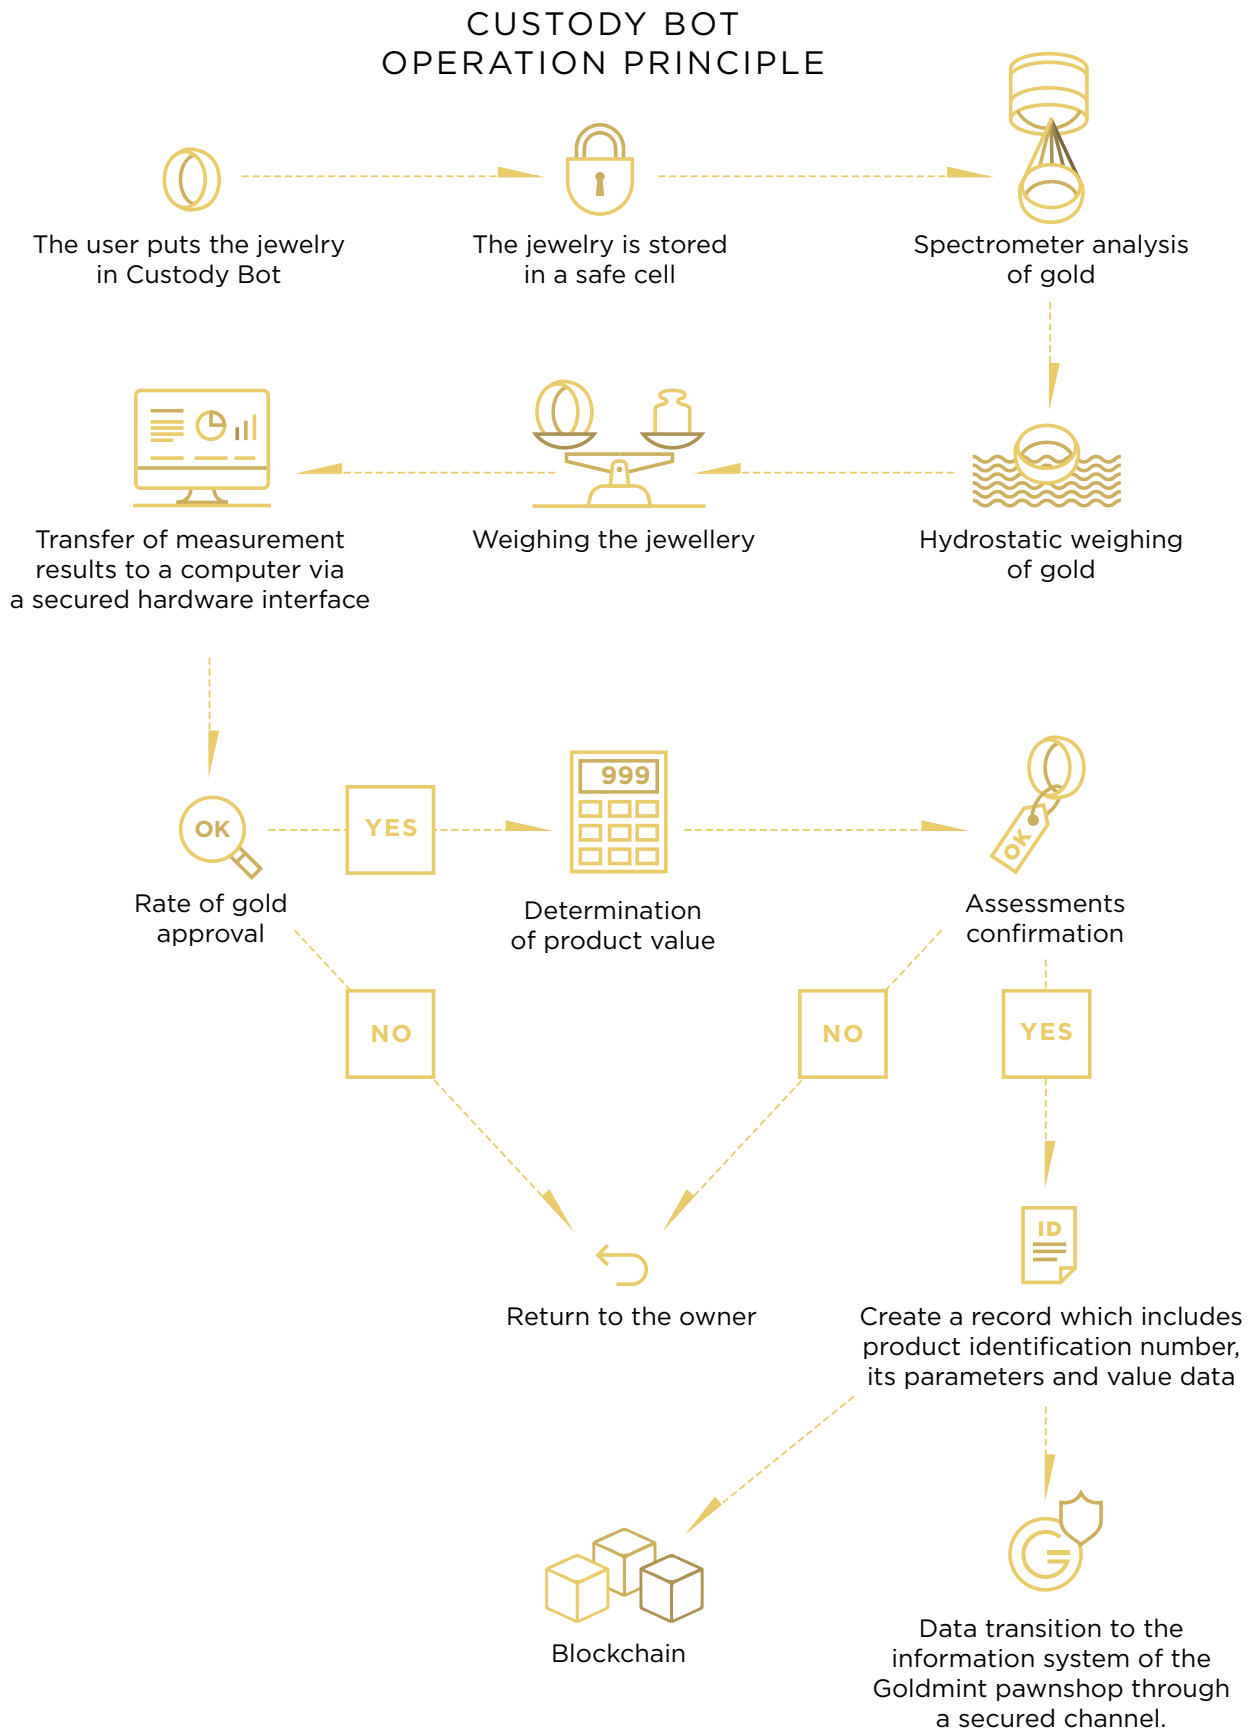 CUSTODY BOT
OPERATION PRINCIPLE
The user puts the jewelry
in Custody Bot
The jewelry is stored
in a safe cell
Spectrometer analysis
of gold
Transfer of measurement
results to a computer via
a secured hardware interface
Weighing the jewellery
Hydrostatic weighing
of gold
OK
YES
999
OK
Rate of gold
approval
Determination
of product value
Assessments
confirmation
NO
NO
YES
ID
Return to the owner
Create a record which includes
product identification number,
its parameters and value data
G
Blockchain
Data transition to the
information system of the
Goldmint pawnshop through
a secured channel.